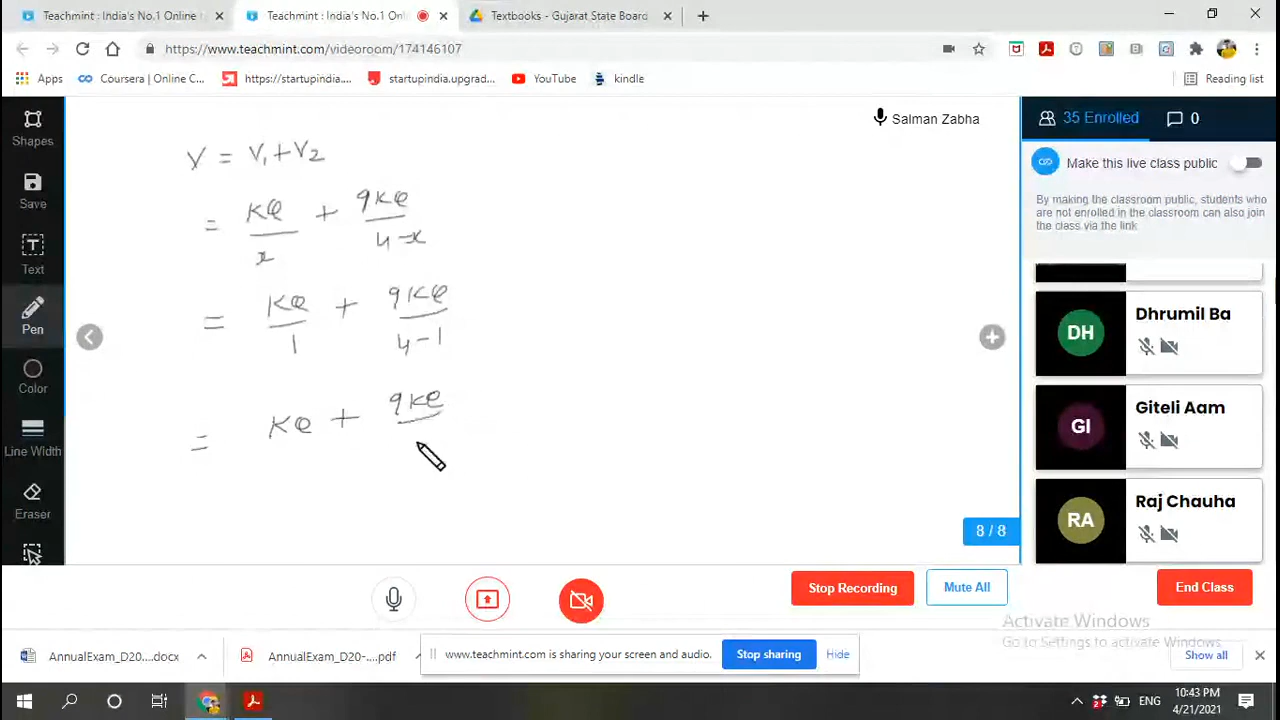 Teachmint : India's No.1 Online
Teachmint : India's No.1 Onli
Textbooks - Gujarat State Board
https://www.teachmint.com/videoroom/174146107
Apps
Coursera | Online C...
https://startupindia....
startupindia.upgrad...
YouTube
kindle
Reading list
Shapes
Save
Text
Pen
Color
Line Width
Eraser
Salman Zabha
V = V₁ + V₂
= KQ/x + 9KQ/4-x
= KQ/1 + 9KQ/4-1
= KQ + 9KQ/
8 / 8
35 Enrolled
0
Make this live class public
By making the classroom public, students who
are not enrolled in the classroom can also join
the class via the link
DH
Dhrumil Ba
GI
Giteli Aam
RA
Raj Chauha
Stop Recording
Mute All
End Class
Activate Windows
Go to Settings to activate Windows.
AnnualExam_D20....docx
AnnualExam_D20-....pdf
www.teachmint.com is sharing your screen and audio.
Stop sharing
Hide
Show all
ENG
10:43 PM
4/21/2021